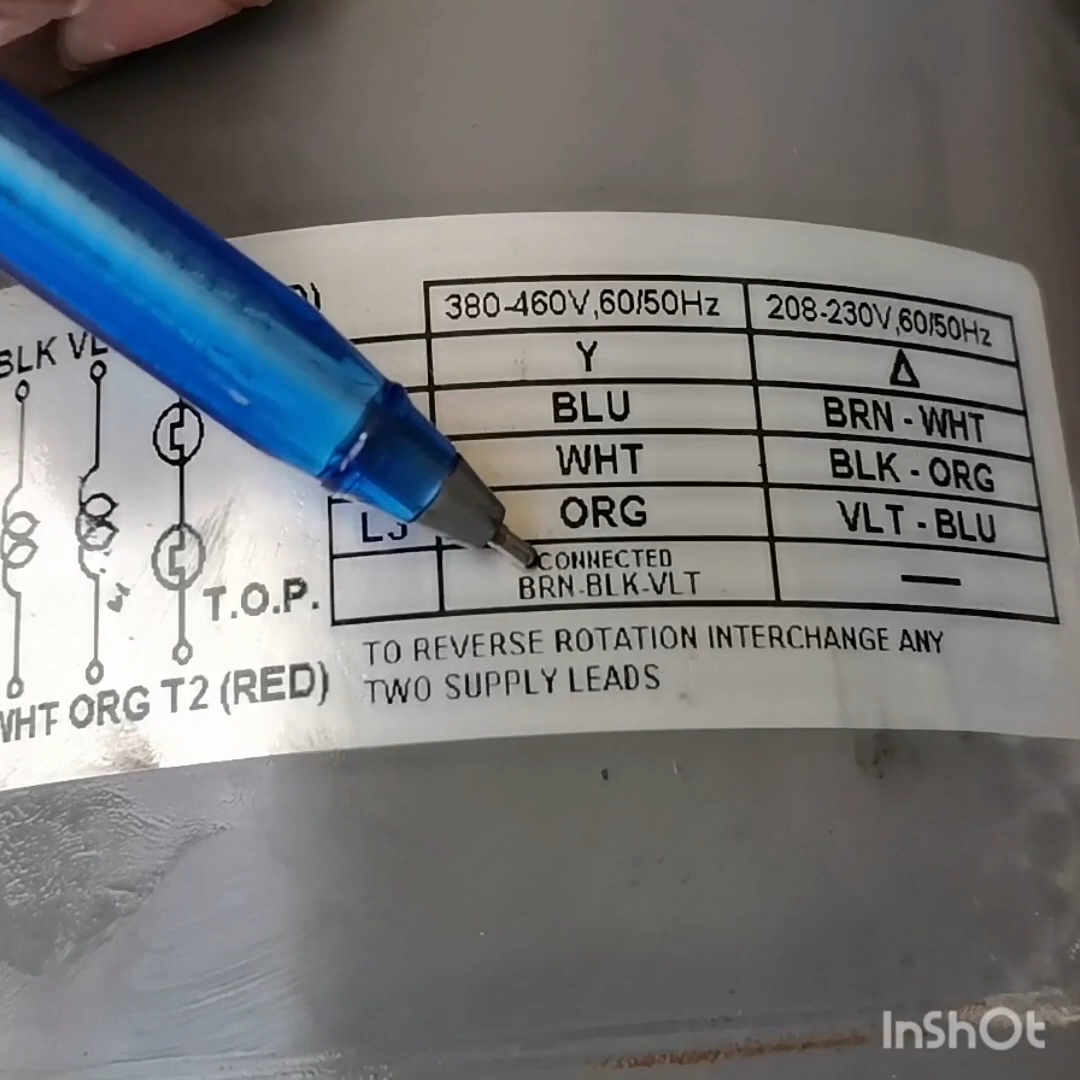 BLK
380-460V,60/50Hz 208-230V,60/50Hz
Y Δ
BLU BRN - WHT
WHT BLK - ORG
L3 ORG VLT - BLU
CONNECTED
BRN-BLK-VLT —
T.O.P.
WHT ORG T2 (RED)
TO REVERSE ROTATION INTERCHANGE ANY
TWO SUPPLY LEADS
InShOt